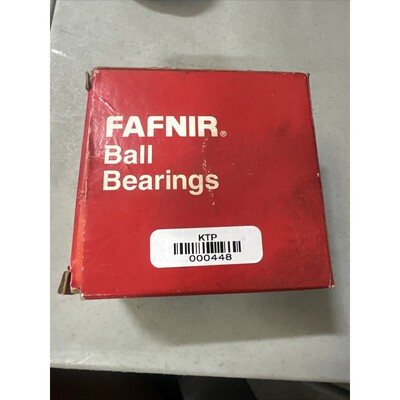 FAFNIR®
Ball
Bearings
KTP
000448